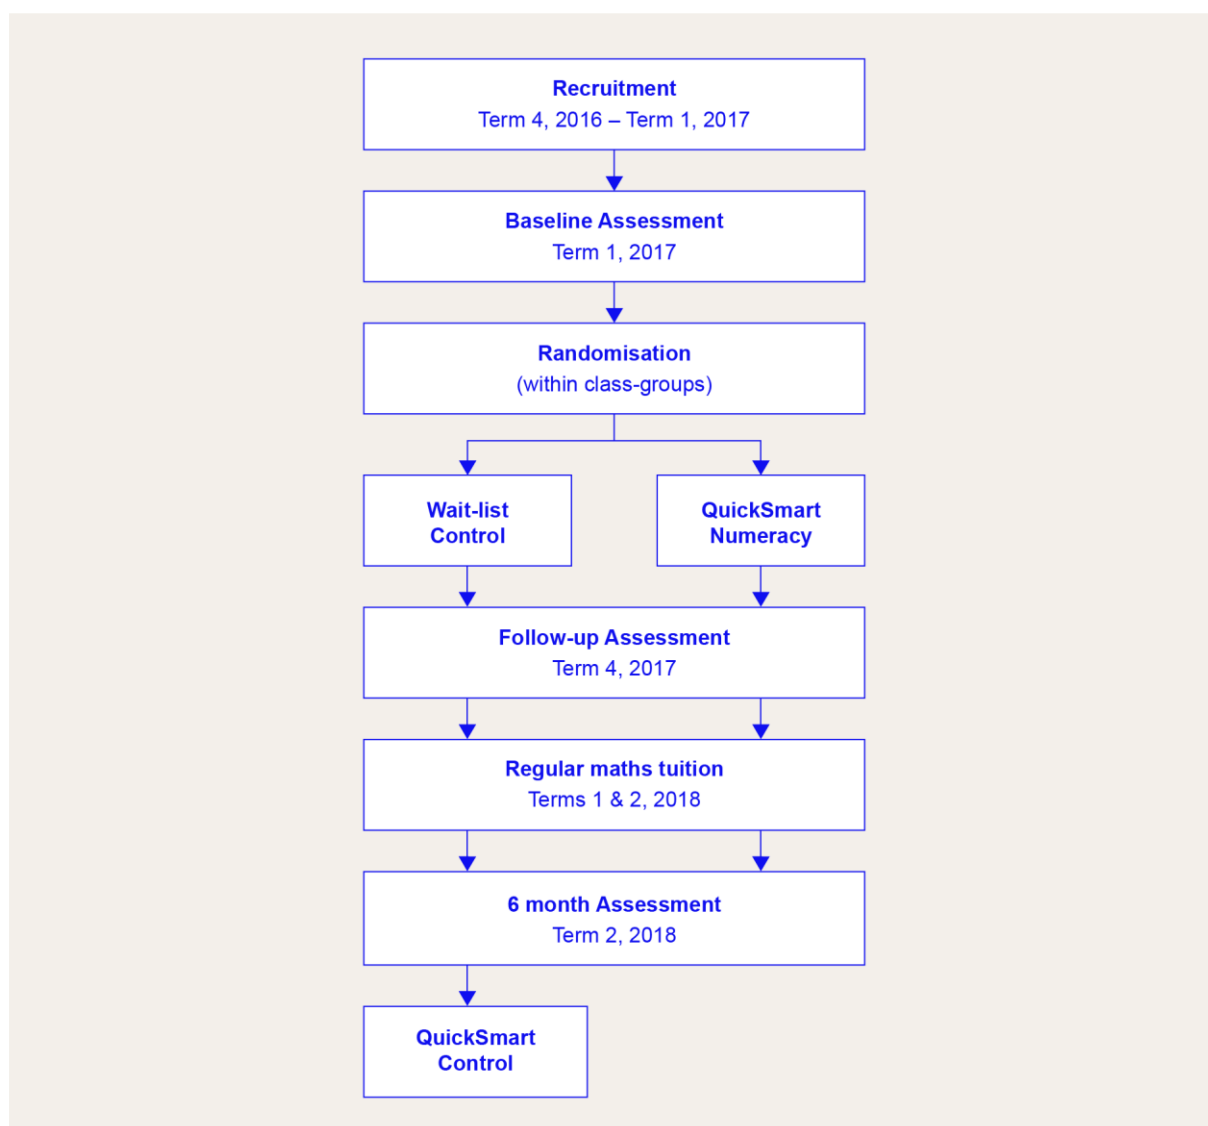 Recruitment
Term 4, 2016 – Term 1, 2017
Baseline Assessment
Term 1, 2017
Randomisation
(within class-groups)
Wait-list
Control
QuickSmart
Numeracy
Follow-up Assessment
Term 4, 2017
Regular maths tuition
Terms 1 & 2, 2018
6 month Assessment
Term 2, 2018
QuickSmart
Control